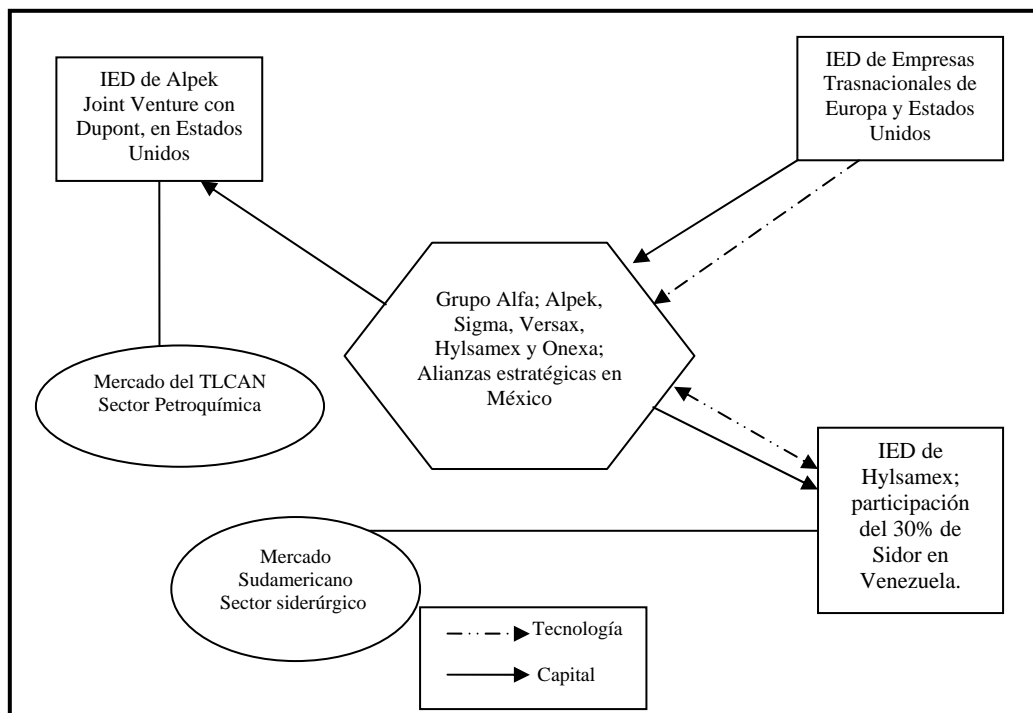 IED de Alpek
Joint Venture con
Dupont, en Estados
Unidos
IED de Empresas
Trasnacionales de
Europa y Estados
Unidos
Grupo Alfa; Alpek,
Sigma, Versax,
Hylsamex y Onexa;
Alianzas estratégicas en
México
Mercado del TLCAN
Sector Petroquímica
IED de
Hylsamex;
participación
del 30% de
Sidor en
Venezuela.
Mercado
Sudamericano
Sector siderúrgico
Tecnología
Capital